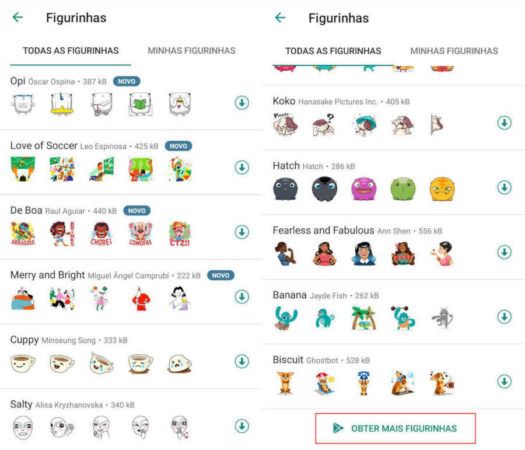 Figurinhas
TODAS AS FIGURINHAS MINHAS FIGURINHAS
Opi Óscar Ospina • 387 kB NOVO
Love of Soccer Leo Espinosa • 425 kB NOVO
De Boa Raul Aguiar • 440 kB NOVO
ARRASOU! CHOREI CTZ!!
Merry and Bright Miguel Ángel Camprubí • 222 kB NOVO
Cuppy Minseung Song • 333 kB
Salty Alisa Kryzhanovska • 340 kB
Figurinhas
TODAS AS FIGURINHAS MINHAS FIGURINHAS
Koko Hanasake Pictures Inc. • 405 kB
Hatch Hatch • 286 kB
Fearless and Fabulous Ann Shen • 556 kB
Banana Jayde Fish • 262 kB
Biscuit Ghostbot • 528 kB
OBTER MAIS FIGURINHAS